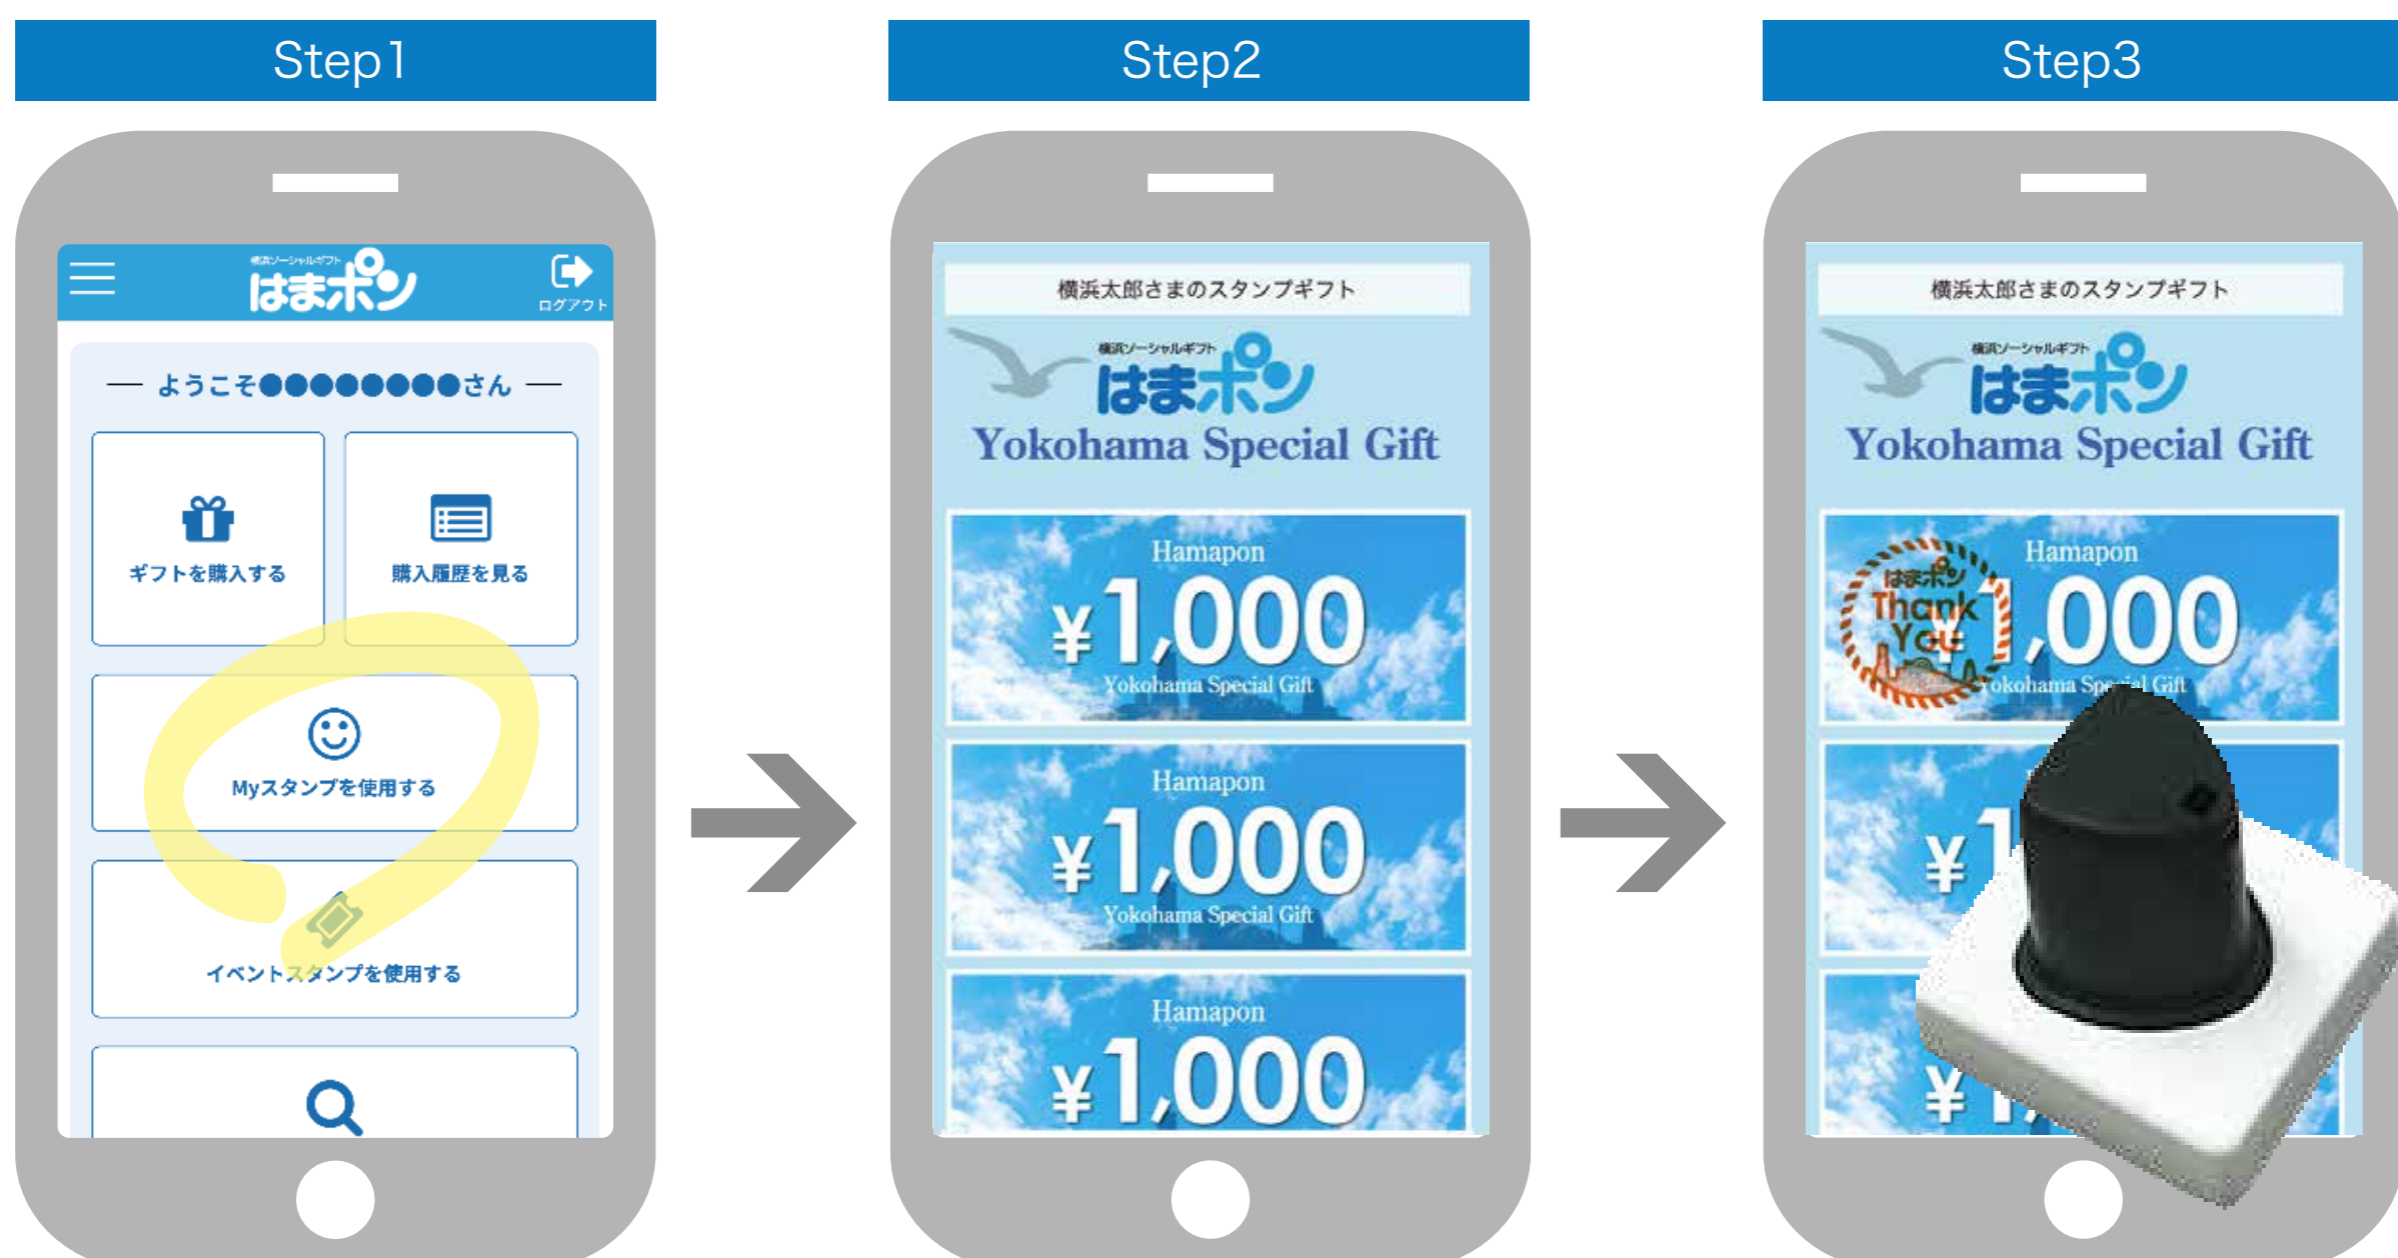 Step1
横浜ソーシャルギフト
はまポン
ログアウト
ようこそ●●●●●●●●さん
ギフトを購入する
購入履歴を見る
Myスタンプを使用する
イベントスタンプを使用する
Step2
横浜太郎さまのスタンプギフト
横浜ソーシャルギフト
はまポン
Yokohama Special Gift
Hamapon
¥1,000
Yokohama Special Gift
Hamapon
¥1,000
Yokohama Special Gift
Hamapon
¥1,000
Step3
横浜太郎さまのスタンプギフト
横浜ソーシャルギフト
はまポン
Yokohama Special Gift
Hamapon
¥1,000
Yokohama Special Gift
はまポン
Thank
You
¥1
¥1,